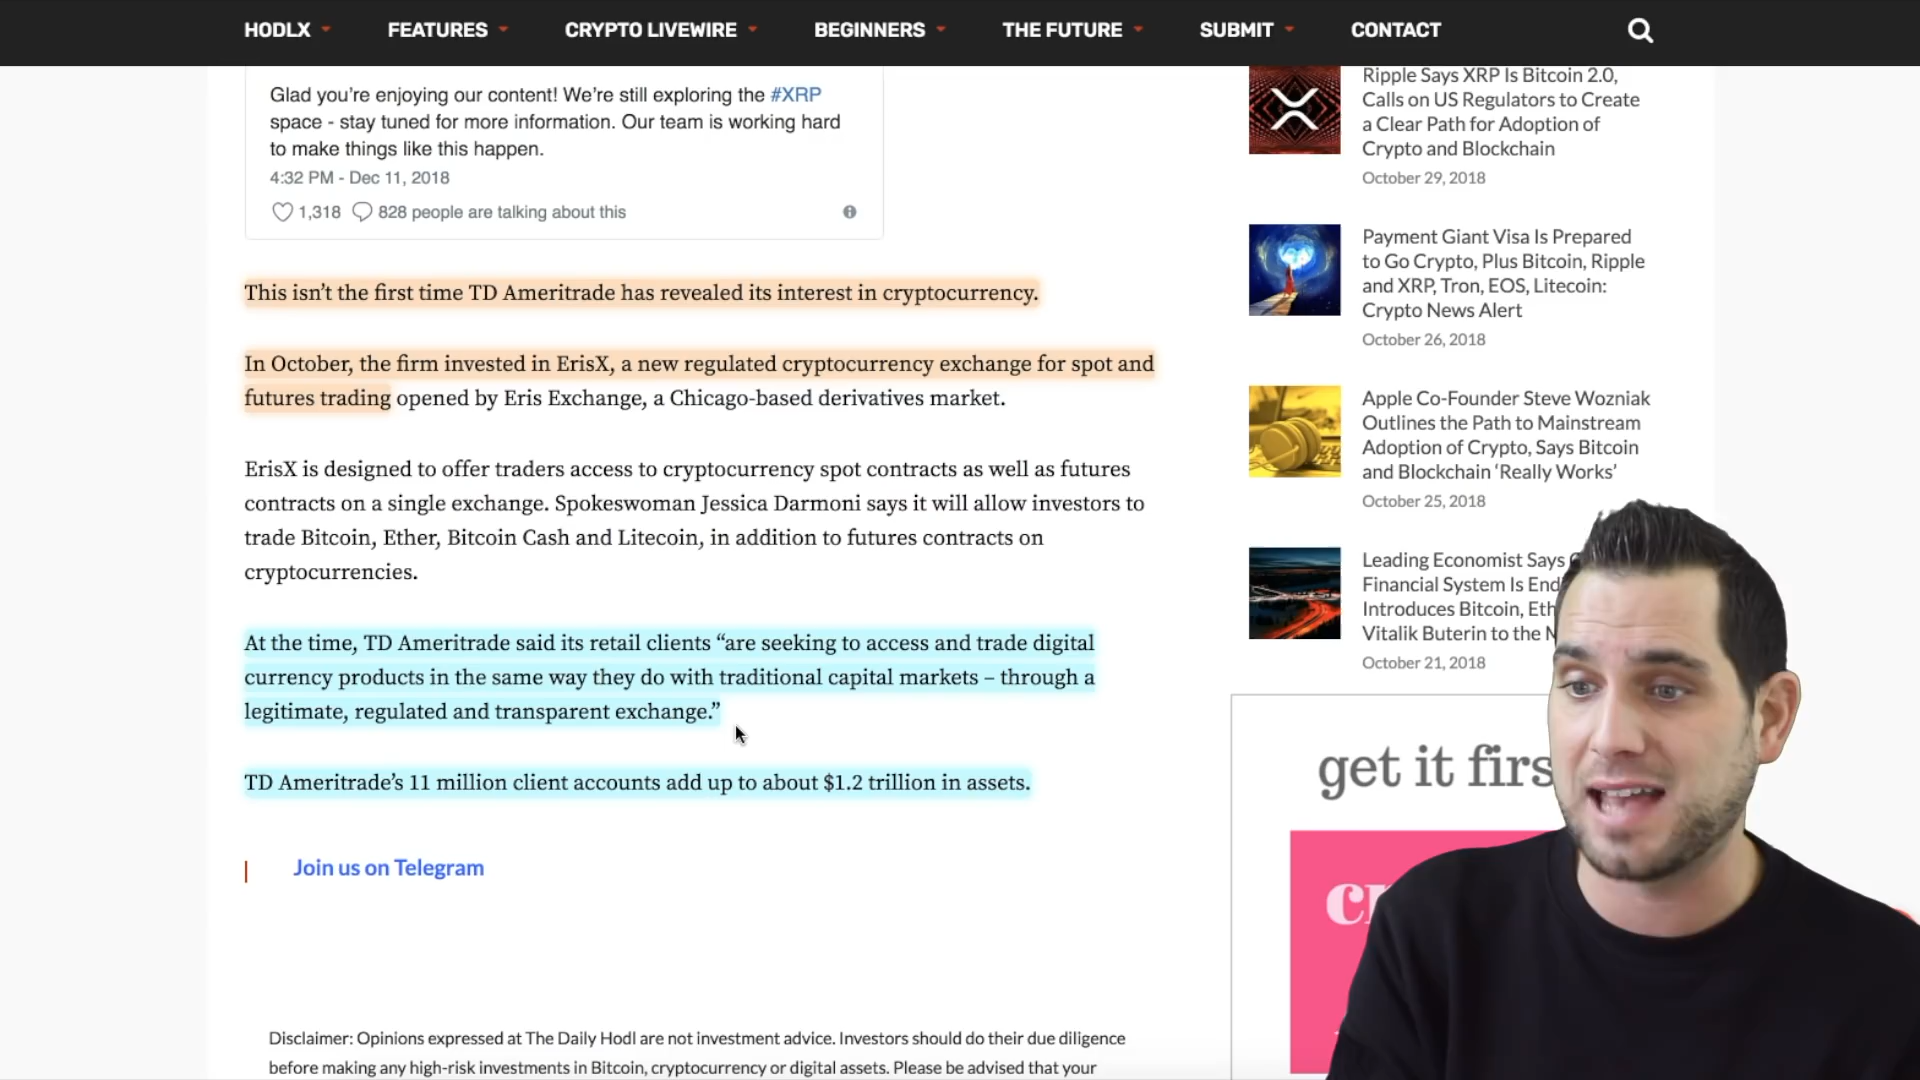 HODLX FEATURES CRYPTO LIVEWIRE BEGINNERS THE FUTURE SUBMIT CONTACT
Glad you're enjoying our content! We're still exploring the #XRP
space - stay tuned for more information. Our team is working hard
to make things like this happen.
4:32 PM - Dec 11, 2018
1,318 828 people are talking about this
This isn't the first time TD Ameritrade has revealed its interest in cryptocurrency.
In October, the firm invested in ErisX, a new regulated cryptocurrency exchange for spot and
futures trading opened by Eris Exchange, a Chicago-based derivatives market.
ErisX is designed to offer traders access to cryptocurrency spot contracts as well as futures
contracts on a single exchange. Spokeswoman Jessica Darmoni says it will allow investors to
trade Bitcoin, Ether, Bitcoin Cash and Litecoin, in addition to futures contracts on
cryptocurrencies.
At the time, TD Ameritrade said its retail clients “are seeking to access and trade digital
currency products in the same way they do with traditional capital markets – through a
legitimate, regulated and transparent exchange.”
TD Ameritrade's 11 million client accounts add up to about $1.2 trillion in assets.
Join us on Telegram
Disclaimer: Opinions expressed at The Daily Hodl are not investment advice. Investors should do their due diligence
before making any high-risk investments in Bitcoin, cryptocurrency or digital assets. Please be advised that your
Ripple Says XRP Is Bitcoin 2.0,
Calls on US Regulators to Create
a Clear Path for Adoption of
Crypto and Blockchain
October 29, 2018
Payment Giant Visa Is Prepared
to Go Crypto, Plus Bitcoin, Ripple
and XRP, Tron, EOS, Litecoin:
Crypto News Alert
October 26, 2018
Apple Co-Founder Steve Wozniak
Outlines the Path to Mainstream
Adoption of Crypto, Says Bitcoin
and Blockchain ‘Really Works’
October 25, 2018
Leading Economist Says
Financial System Is
Introduces Bitcoin,
Vitalik Buterin to the
October 21, 2018
get it